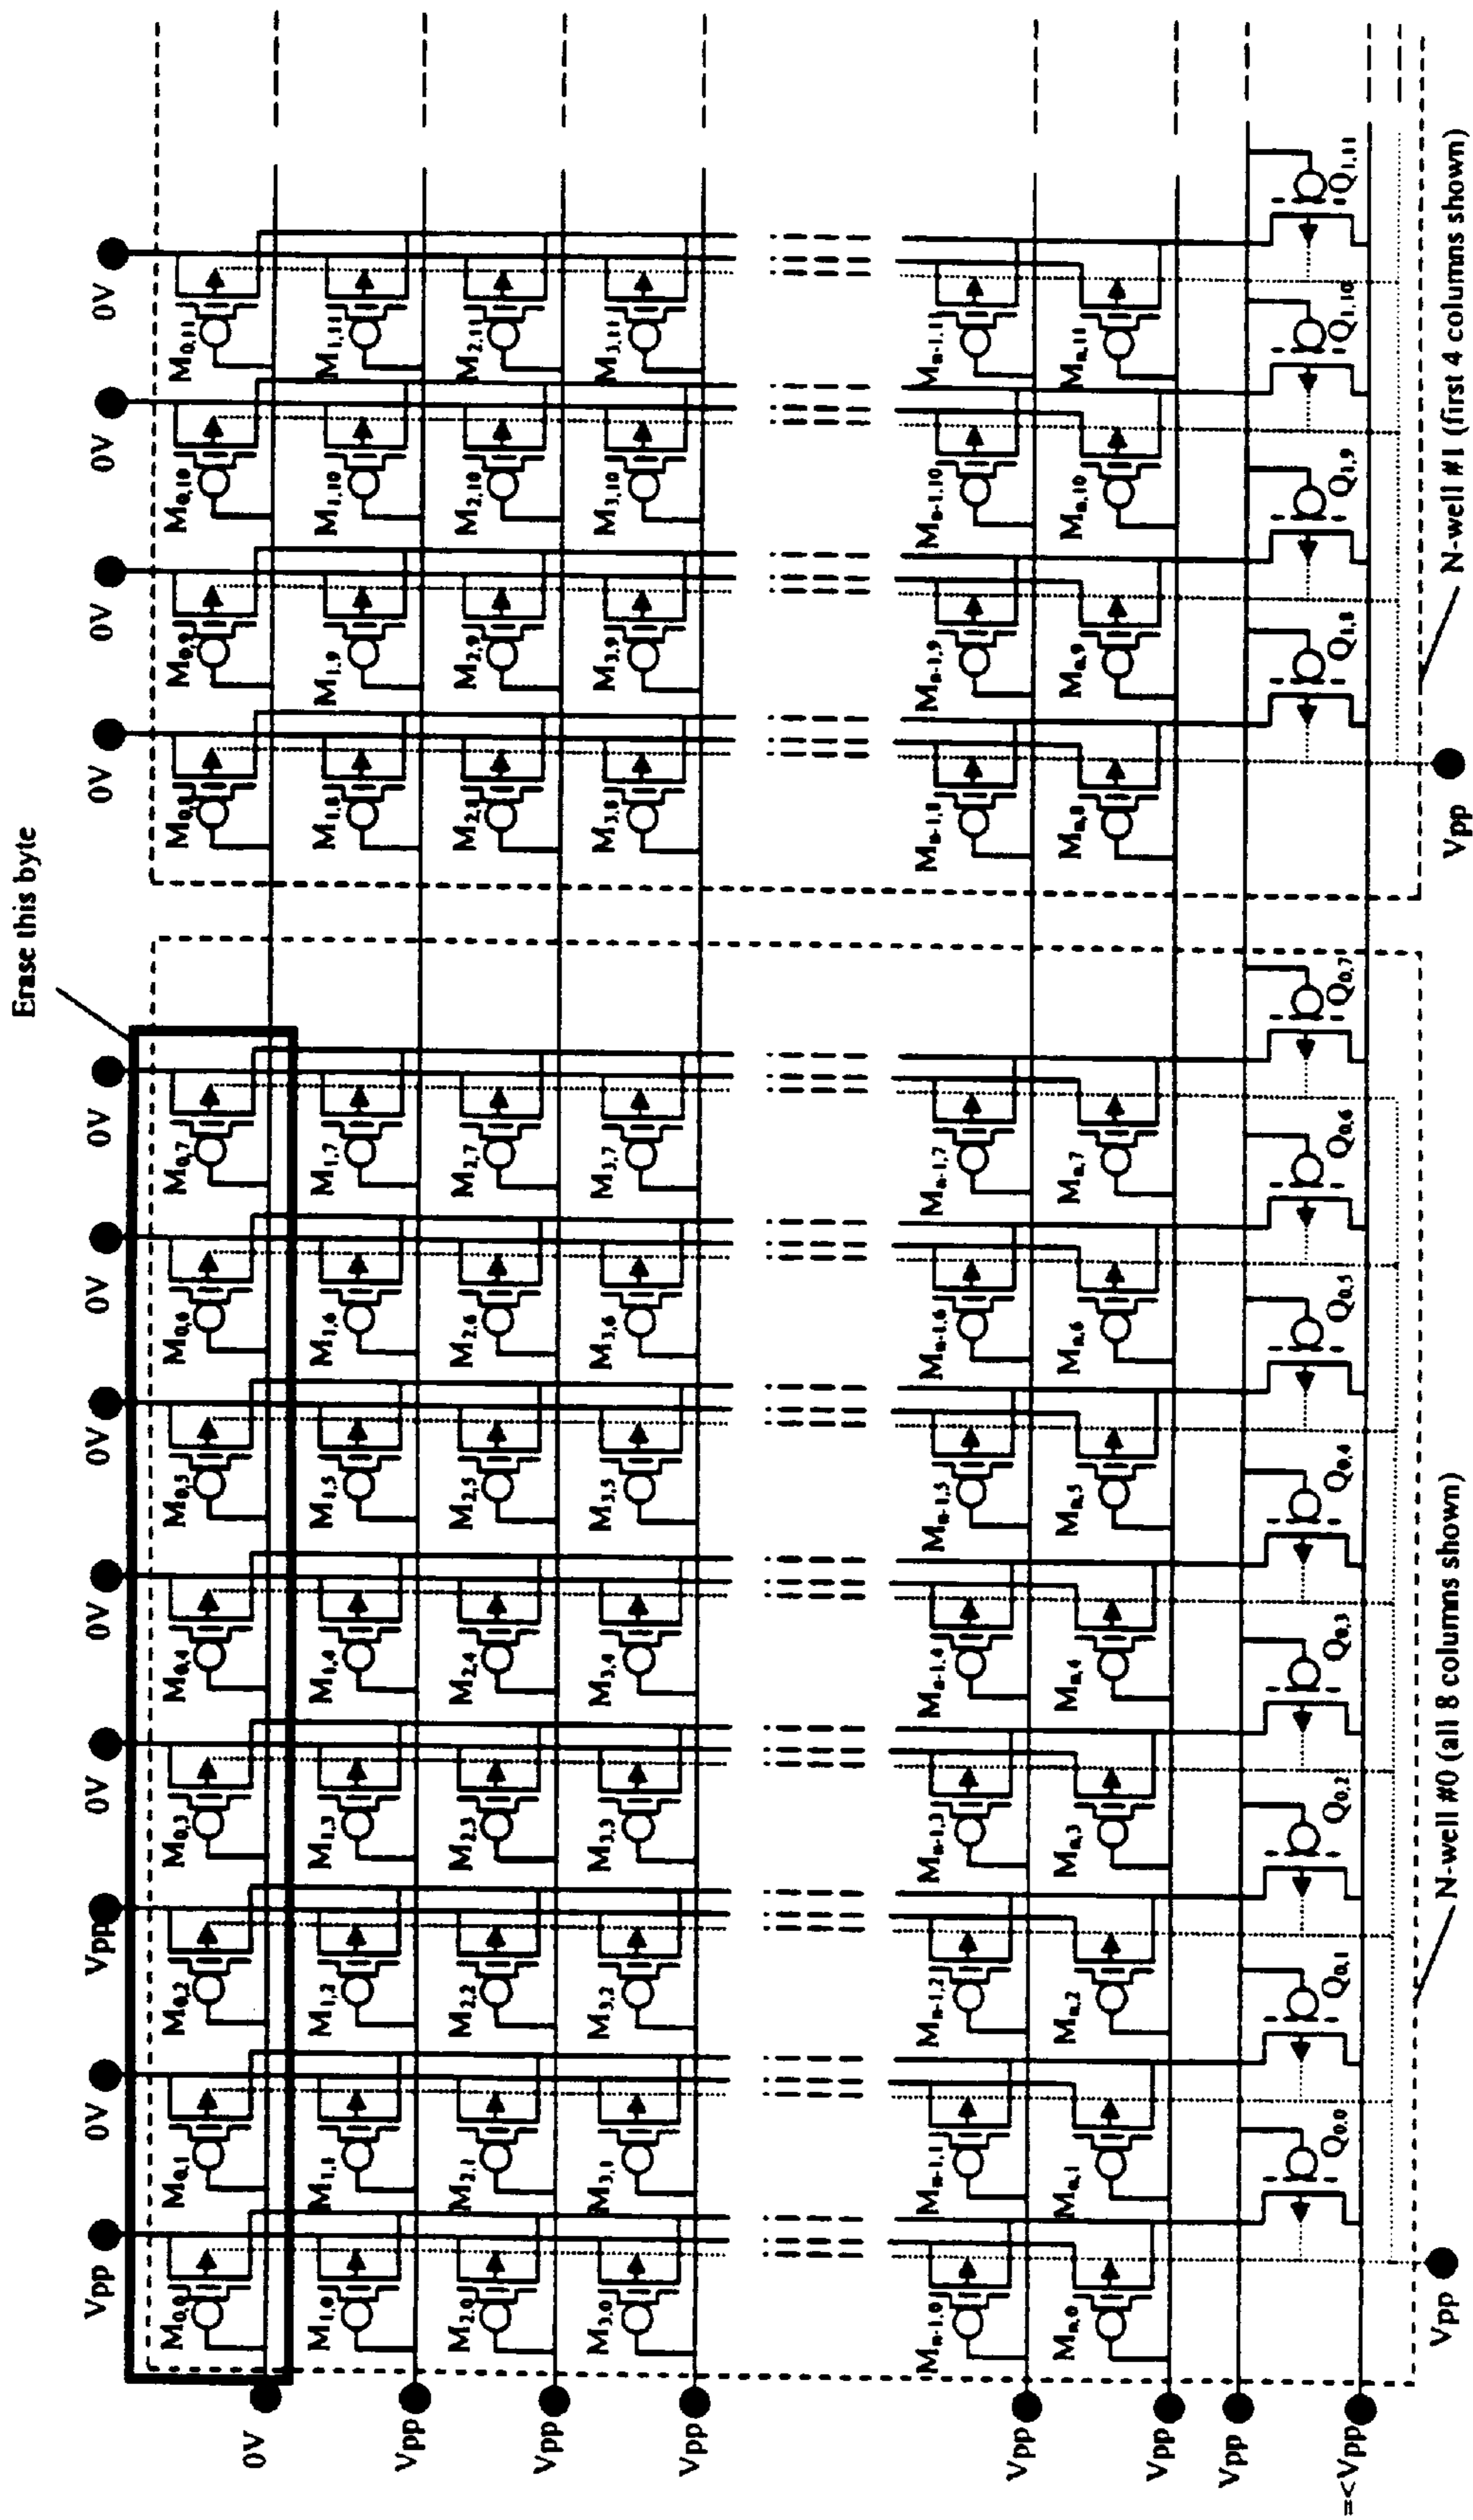 Erase this byte
Vpp 0V Vpp 0V 0V 0V 0V 0V 0V 0V 0V 0V
M0,0 M0,1 M0,2 M0,3 M0,4 M0,5 M0,6 M0,7 M0,8 M0,9 M0,10 M0,11
0V
M1,0 M1,1 M1,2 M1,3 M1,4 M1,5 M1,6 M1,7 M1,8 M1,9 M1,10 M1,11
Vpp
M2,0 M2,1 M2,2 M2,3 M2,4 M2,5 M2,6 M2,7 M2,8 M2,9 M2,10 M2,11
Vpp
M3,0 M3,1 M3,2 M3,3 M3,4 M3,5 M3,6 M3,7 M3,8 M3,9 M3,10 M3,11
Vpp
Mn-1,0 Mn-1,1 Mn-1,2 Mn-1,3 Mn-1,4 Mn-1,5 Mn-1,6 Mn-1,7 Mn-1,8 Mn-1,9 Mn-1,10 Mn-1,11
Vpp
Mn,0 Mn,1 Mn,2 Mn,3 Mn,4 Mn,5 Mn,6 Mn,7 Mn,8 Mn,9 Mn,10 Mn,11
Vpp
Vpp
Q0,0 Q0,1 Q0,2 Q0,3 Q0,4 Q0,5 Q0,6 Q0,7 Q1,8 Q1,9 Q1,10 Q1,11
=<Vpp
Vpp
N-well #0 (all 8 columns shown)
Vpp
N-well #1 (first 4 columns shown)